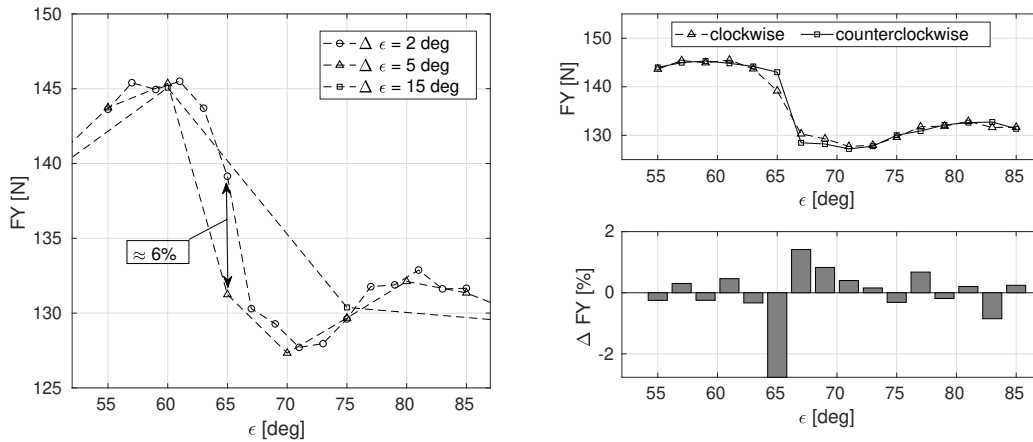 150
145
140
135
130
125
FY [N]
Δ ϵ = 2 deg
Δ ϵ = 5 deg
Δ ϵ = 15 deg
≈ 6%
55 60 65 70 75 80 85
ϵ [deg]
150
140
130
FY [N]
clockwise counterclockwise
55 60 65 70 75 80 85
ϵ [deg]
2
0
-2
Δ FY [%]
55 60 65 70 75 80 85
ϵ [deg]